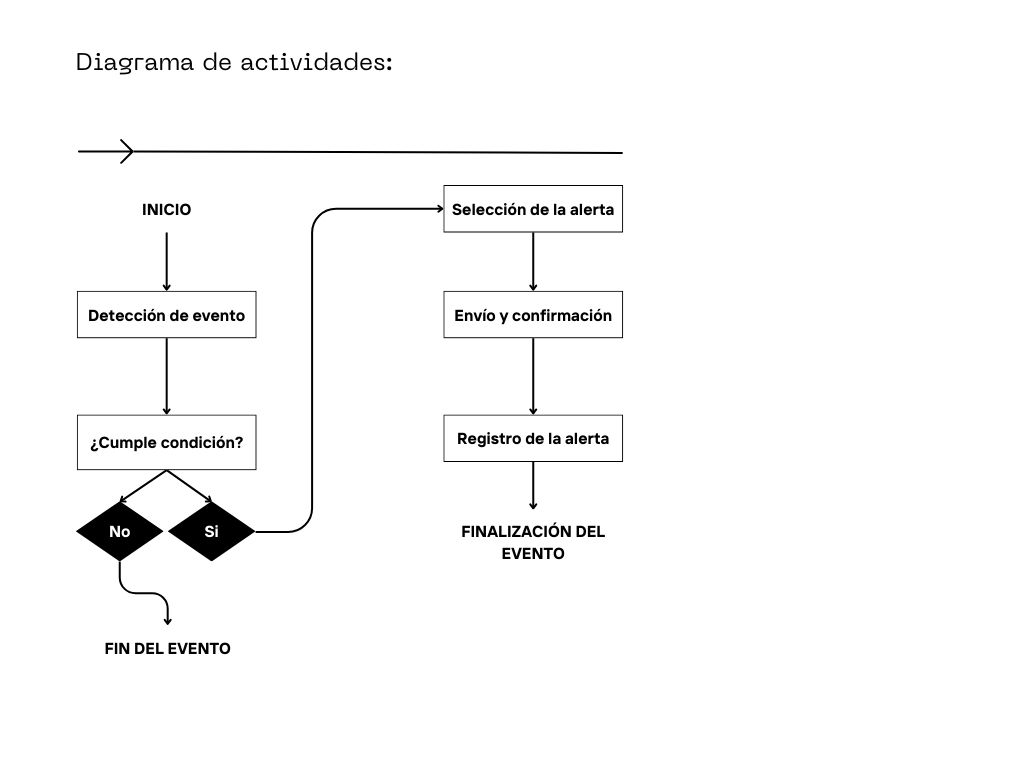 Diagrama de actividades:
INICIO
Detección de evento
¿Cumple condición?
No
Si
FIN DEL EVENTO
Selección de la alerta
Envío y confirmación
Registro de la alerta
FINALIZACIÓN DEL
EVENTO